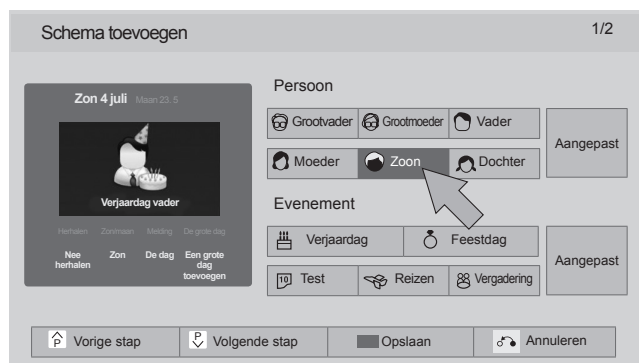 Schema toevoegen
1/2
Zon 4 juli Maan 23. 5
Verjaardag vader
Herhalen Zon/maan Melding De grote dag
Nee herhalen
Zon
De dag
Een grote dag toevoegen
Persoon
Grootvader Grootmoeder Vader
Moeder Zoon Dochter
Aangepast
Evenement
Verjaardag Feestdag
10 Test Reizen Vergadering
Aangepast
P Vorige stap P Volgende stap Opslaan Annuleren